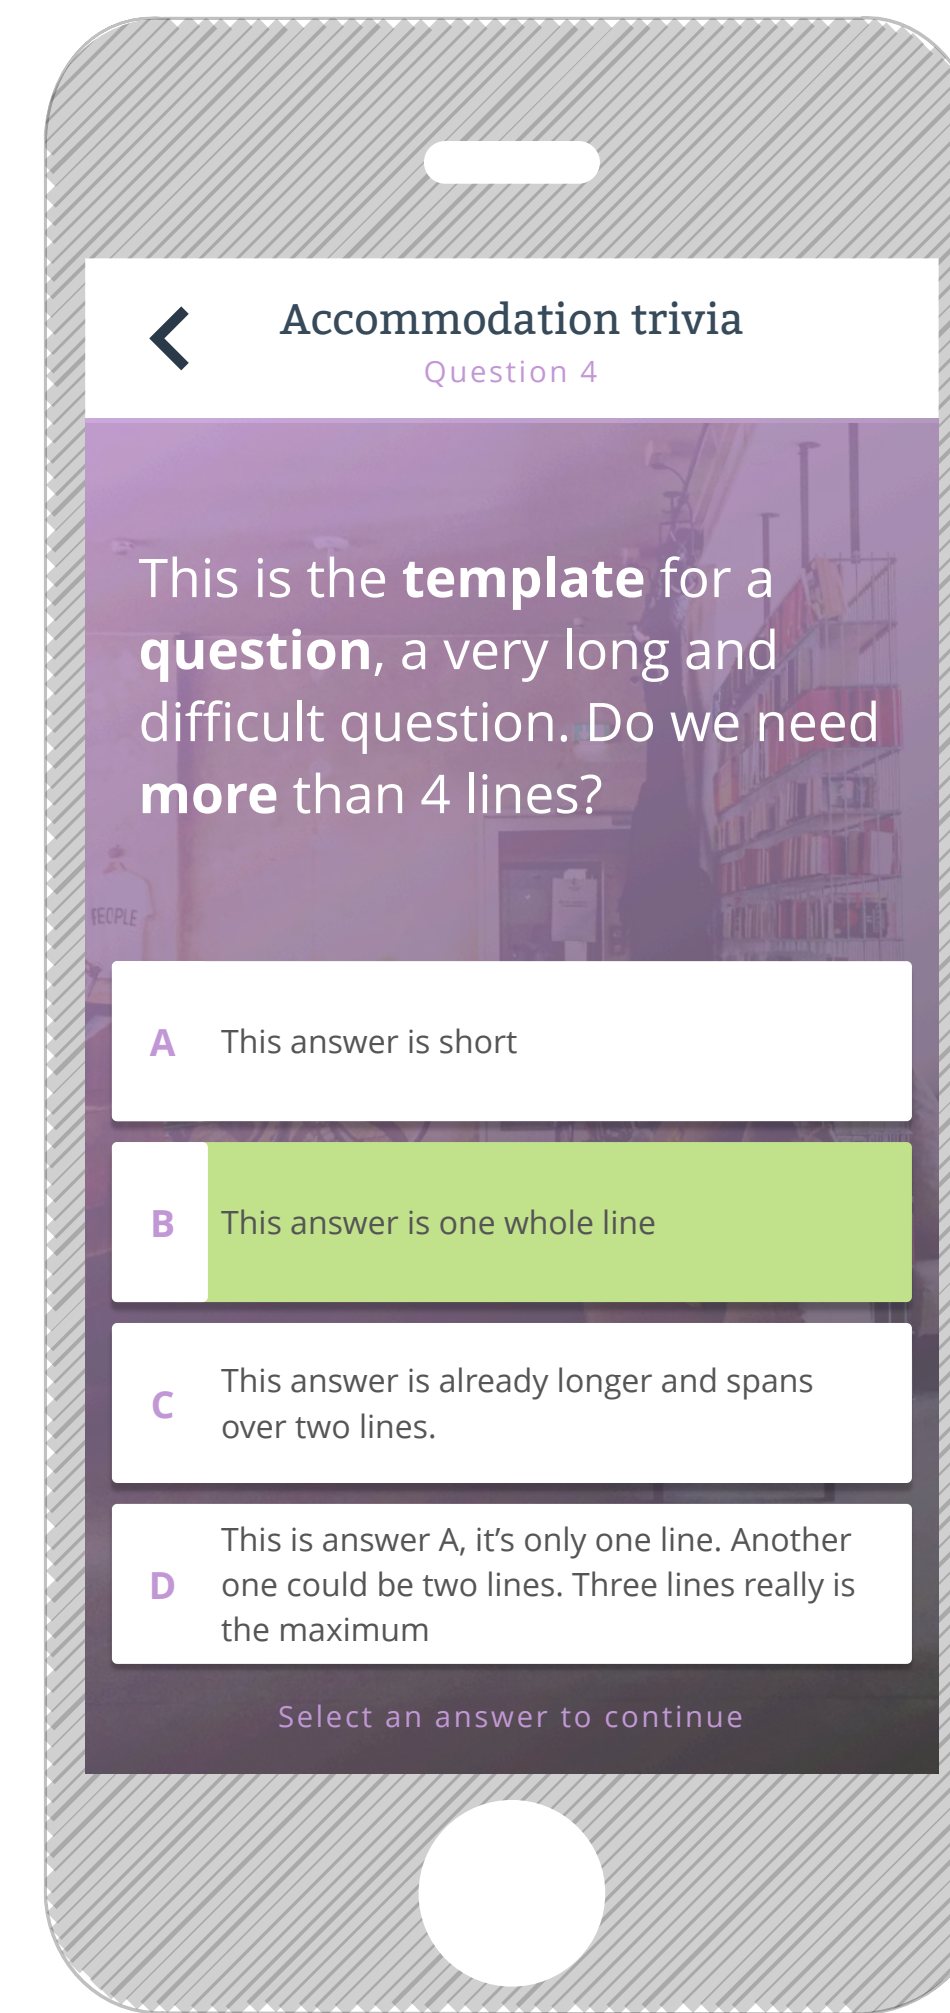 Accommodation trivia
Question 4
This is the template for a
question, a very long and
difficult question. Do we need
more than 4 lines?
PEOPLE
A This answer is short
B This answer is one whole line
C This answer is already longer and spans
over two lines.
D This is answer A, it’s only one line. Another
one could be two lines. Three lines really is
the maximum
Select an answer to continue